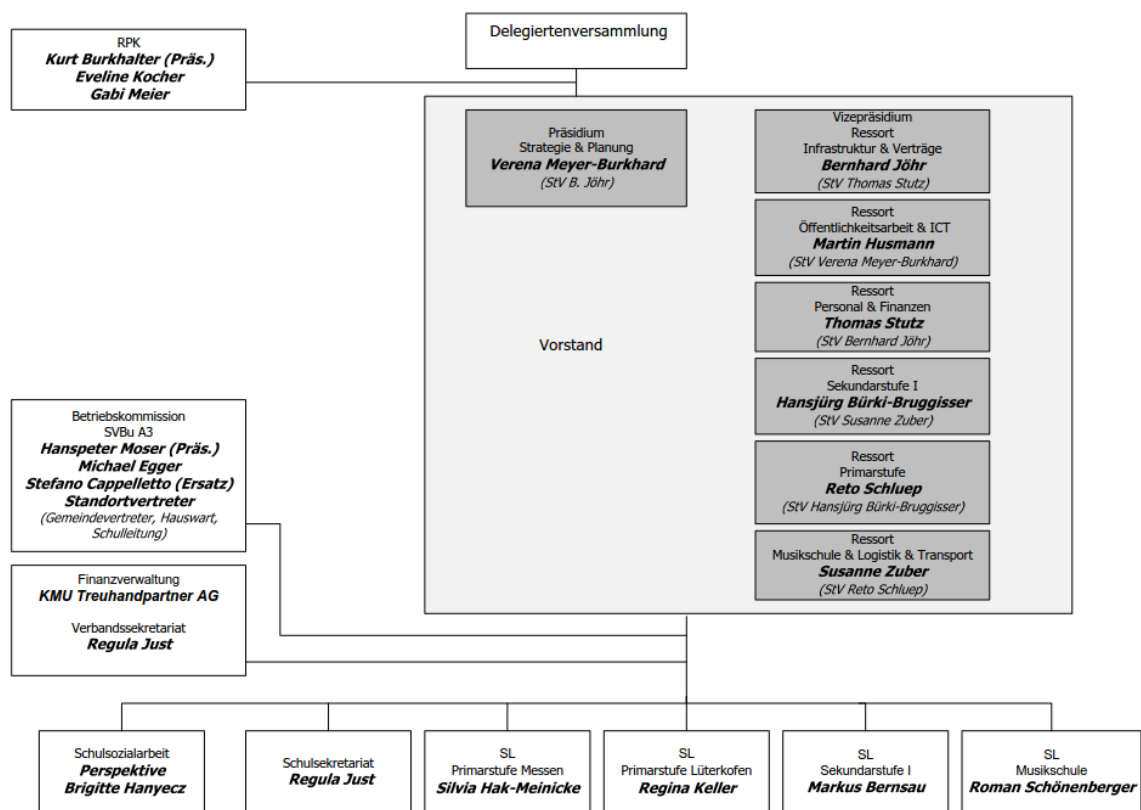 Delegiertenversammlung
RPK
Kurt Burkhalter (Präs.)
Eveline Kocher
Gabi Meier
Präsidium
Strategie & Planung
Verena Meyer-Burkhard
(StV B. Jöhr)
Vizepräsidium
Ressort
Infrastruktur & Verträge
Bernhard Jöhr
(StV Thomas Stutz)
Ressort
Öffentlichkeitsarbeit & ICT
Martin Husmann
(StV Verena Meyer-Burkhard)
Ressort
Personal & Finanzen
Thomas Stutz
(StV Bernhard Jöhr)
Vorstand
Ressort
Sekundarstufe I
Hansjürg Bürki-Bruggisser
(StV Susanne Zuber)
Ressort
Primarstufe
Reto Schluep
(StV Hansjürg Bürki-Bruggisser)
Ressort
Musikschule & Logistik & Transport
Susanne Zuber
(StV Reto Schluep)
Betriebskommission
SVBu A3
Hanspeter Moser (Präs.)
Michael Egger
Stefano Cappelletto (Ersatz)
Standortvertreter
(Gemeindevertreter, Hauswart,
Schulleitung)
Finanzverwaltung
KMU Treuhandpartner AG
Verbandssekretariat
Regula Just
Schulsozialarbeit
Perspektive
Brigitte Hanyecz
Schulsekretariat
Regula Just
SL
Primarstufe Messen
Silvia Hak-Meinicke
SL
Primarstufe Lüterkofen
Regina Keller
SL
Sekundarstufe I
Markus Bernsau
SL
Musikschule
Roman Schönenberger